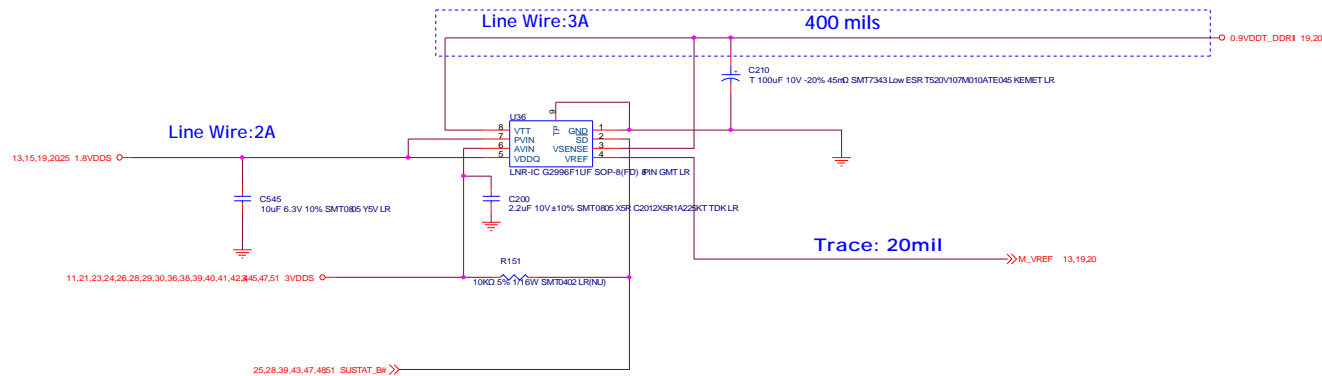 Line Wire:3A
400 mils
0.9VDDT_DDRII 19,20
C210
T 100uF 10V -20% 45mΩ SMT7343 Low ESR T520V107M010ATE045 KEMET LR
U36
9
TP
8 VTT
7 PVIN
6 AVIN
5 VDDQ
GND 1
SD 2
VSENSE 3
VREF 4
LNR-IC G2996F1UF SOP-8(FD) 8PIN GMT LR
Line Wire:2A
13,15,19,2025 1.8VDDS
C545
10uF 6.3V 10% SMT0805 Y5V LR
C200
2.2uF 10V ±10% SMT0805 X5R C2012X5R1A225KT TDK LR
Trace: 20mil
M_VREF 13,19,20
R151
10KΩ 5% 1/16W SMT0402 LR(NU)
11,21,23,24,26,28,29,30,36,38,39,40,41,42,445,47,51 3VDDS
25,28,39,43,47,4851 SUSTAT_B#